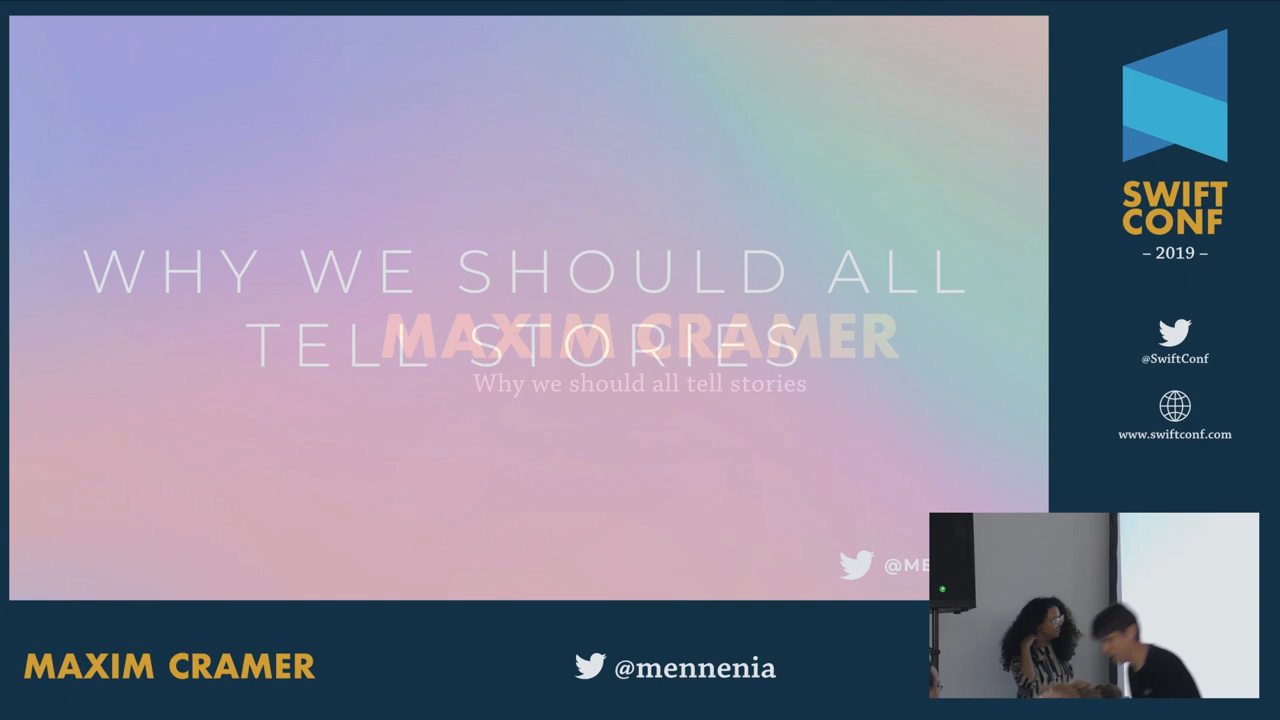 WHY WE SHOULD ALL
TELL STORIES
MAXIM CRAMER
Why we should all tell stories
@ME
SWIFT
CONF
– 2019 –
@SwiftConf
www.swiftconf.com
MAXIM CRAMER
@mennenia